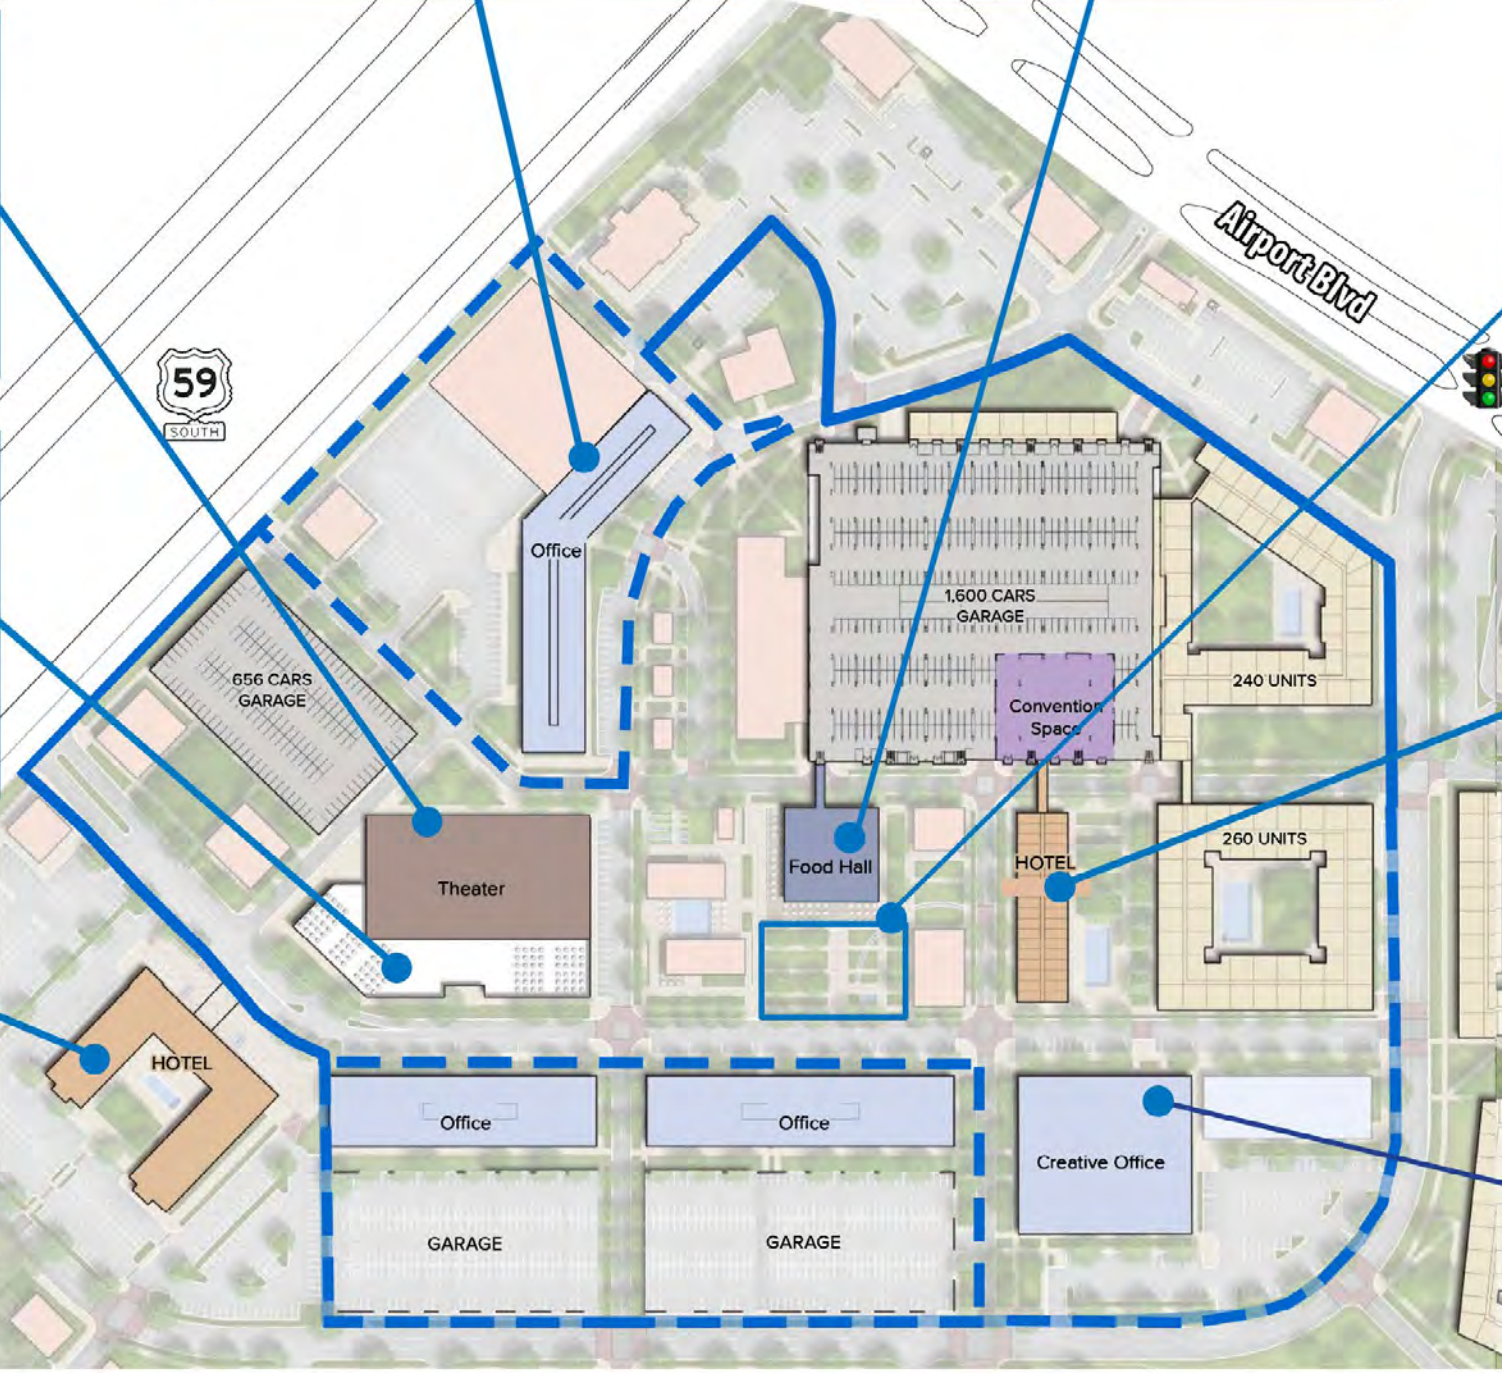 Airport Blvd
59
SOUTH
Office
1,600 CARS
GARAGE
656 CARS
GARAGE
240 UNITS
Convention
Space
260 UNITS
HOTEL
Food Hall
Theater
HOTEL
Office
Office
Creative Office
GARAGE
GARAGE